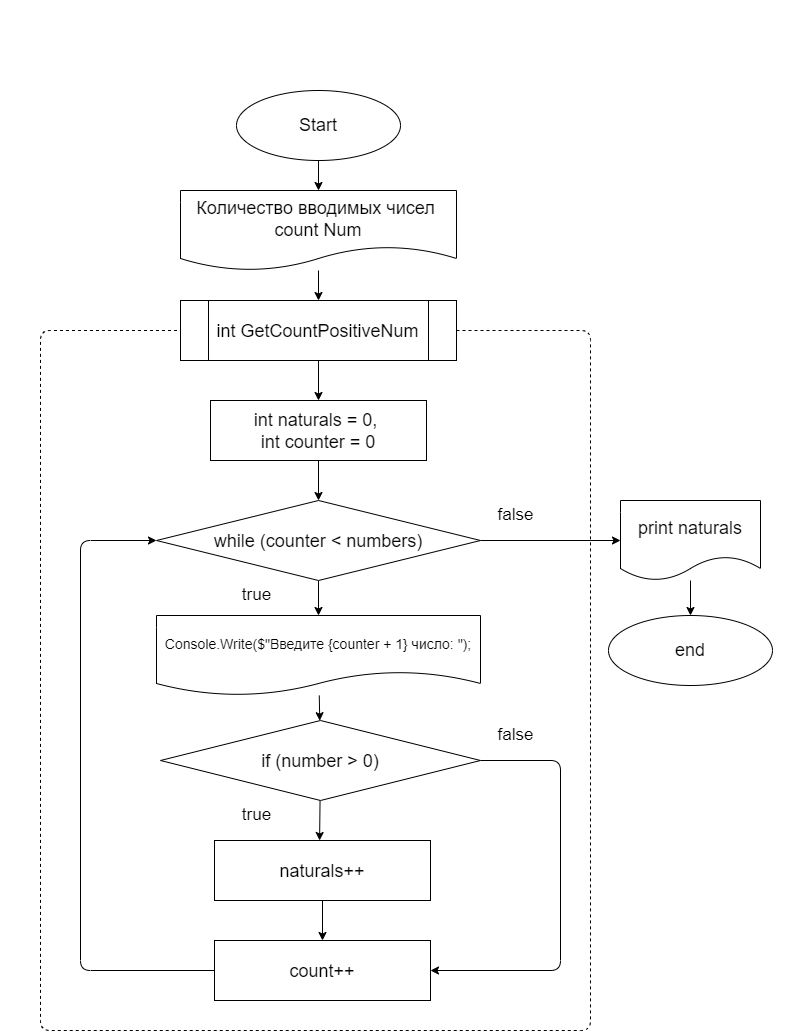 Start
Количество вводимых чисел
count Num
int GetCountPositiveNum
int naturals = 0,
int counter = 0
while (counter < numbers)
false
print naturals
true
Console.Write($"Введите {counter + 1} число: ");
end
if (number > 0)
false
true
naturals++
count++